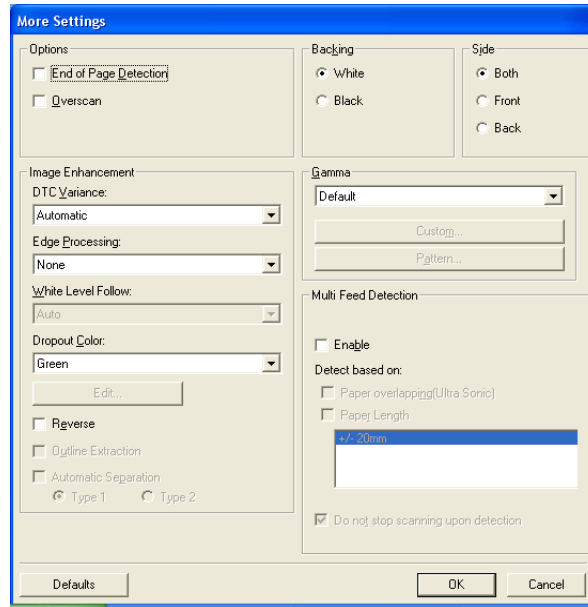 More Settings
Options
End of Page Detection
Overscan
Backing
White
Black
Side
Both
Front
Back
Image Enhancement
DTC Variance:
Automatic
Edge Processing:
None
White Level Follow:
Auto
Dropout Color:
Green
Edit...
Reverse
Outline Extraction
Automatic Separation
Type 1 Type 2
Gamma
Default
Custom...
Pattern...
Multi Feed Detection
Enable
Detect based on:
Paper overlapping(Ultra Sonic)
Paper Length
+/- 20mm
Do not stop scanning upon detection
Defaults OK Cancel